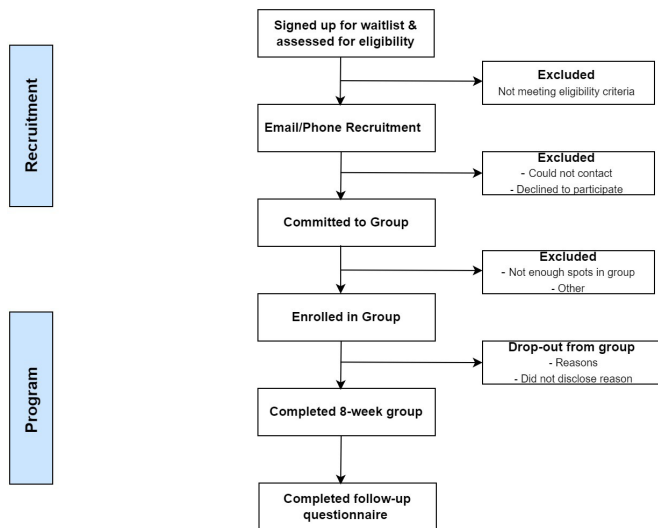 Signed up for waitlist &
assessed for eligibility
Excluded
Not meeting eligibility criteria
Recruitment
Email/Phone Recruitment
Excluded
- Could not contact
- Declined to participate
Committed to Group
Excluded
- Not enough spots in group
- Other
Enrolled in Group
Drop-out from group
- Reasons
- Did not disclose reason
Program
Completed 8-week group
Completed follow-up
questionnaire